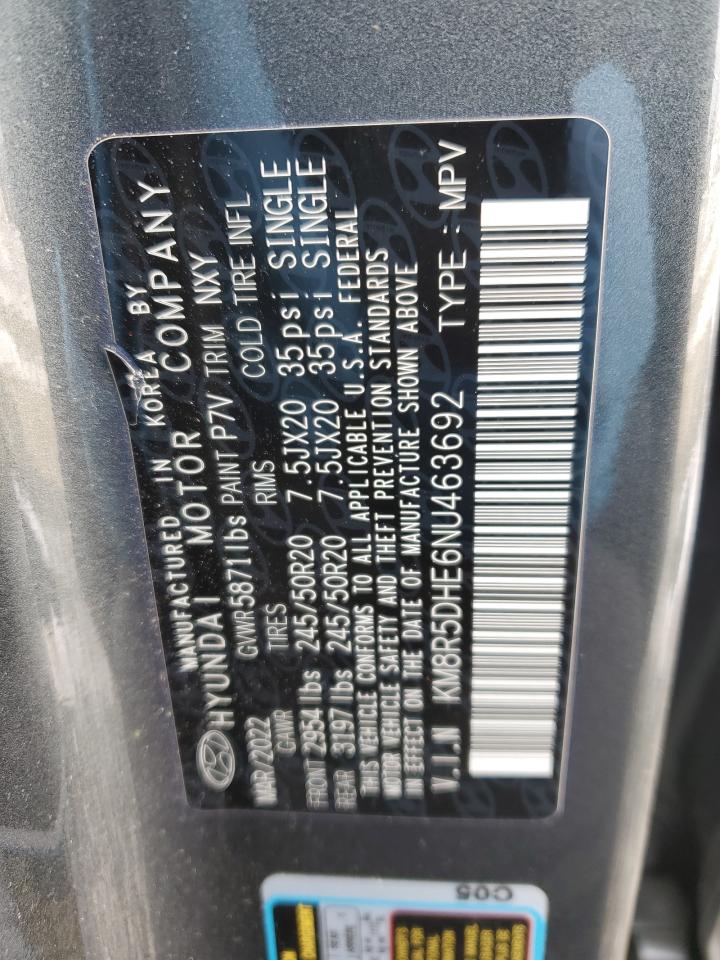 MANUFACTURED IN KOREA BY
HYUNDAI MOTOR COMPANY
MAR/2022 GVWR 5871lbs PAINT P7V TRIM NXY
GAWR TIRES RIMS COLD TIRE INFL
FRONT 2954 lbs 245/50R20 7.5JX20 35psi SINGLE
REAR 3197 lbs 245/50R20 7.5JX20 35psi SINGLE
THIS VEHICLE CONFORMS TO ALL APPLICABLE U.S.A. FEDERAL
MOTOR VEHICLE SAFETY AND THEFT PREVENTION STANDARDS
IN EFFECT ON THE DATE OF MANUFACTURE SHOWN ABOVE
V.I.N KM8R5DHE6NU463692 TYPE : MPV
C05